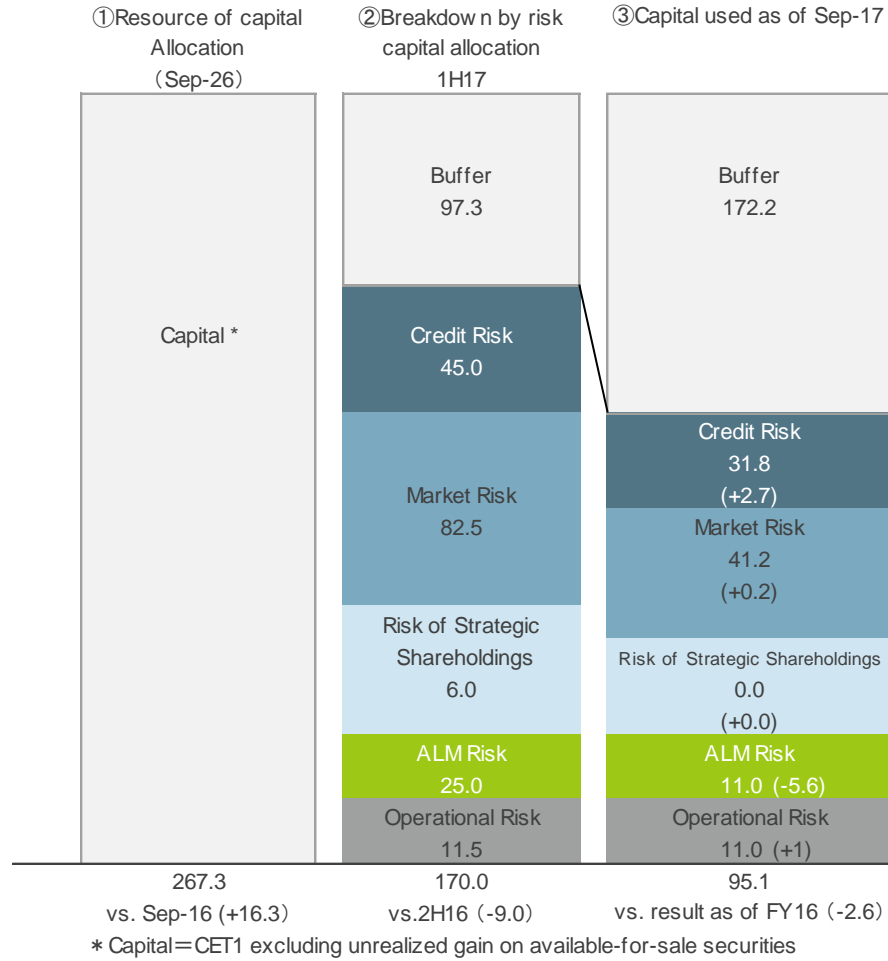 ①Resource of capital
Allocation
（Sep-26）
②Breakdown by risk
capital allocation
1H17
③Capital used as of Sep-17
Capital *
Buffer
97.3
Credit Risk
45.0
Market Risk
82.5
Risk of Strategic
Shareholdings
6.0
ALM Risk
25.0
Operational Risk
11.5
Buffer
172.2
Credit Risk
31.8
(+2.7)
Market Risk
41.2
(+0.2)
Risk of Strategic Shareholdings
0.0
(+0.0)
ALM Risk
11.0 (-5.6)
Operational Risk
11.0 (+1)
267.3
vs. Sep-16 (+16.3)
170.0
vs.2H16（-9.0）
95.1
vs. result as of FY16（-2.6）
＊Capital＝CET1 excluding unrealized gain on available-for-sale securities